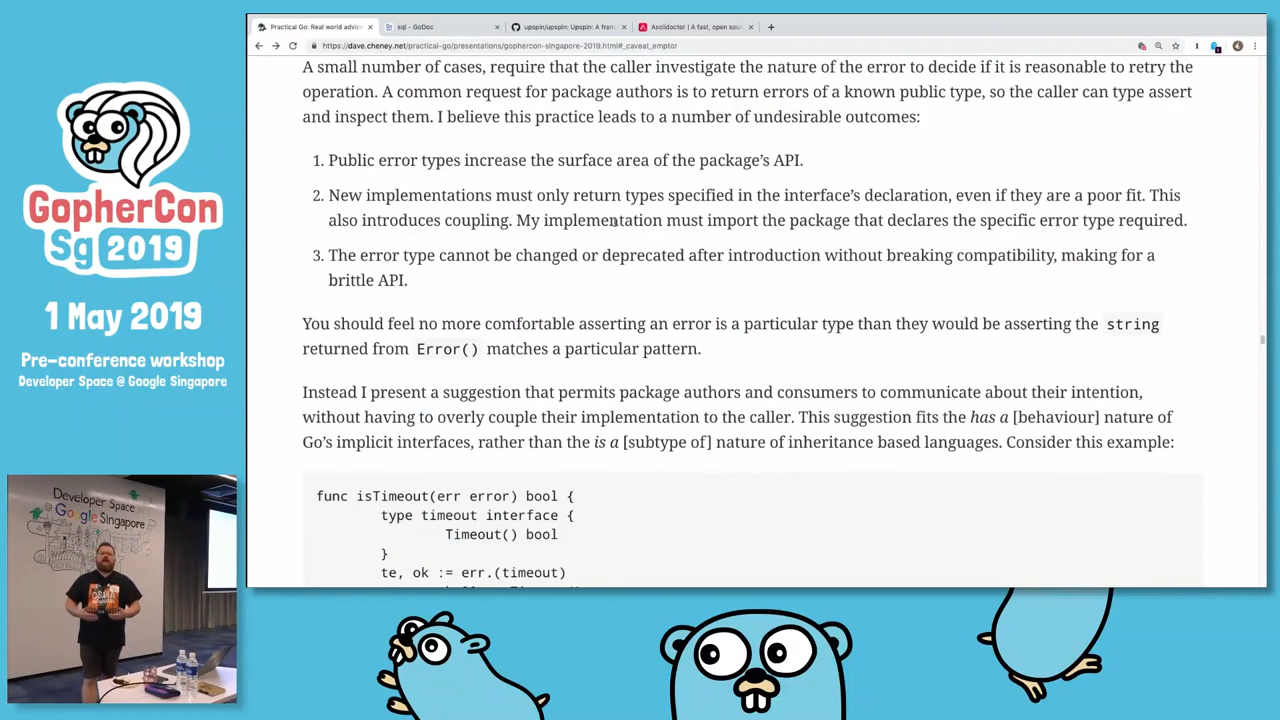 Practical Go: Real world advic
sql - GoDoc
upspin/upspin: Upspin: A fram
Asciidoctor | A fast, open sou
https://dave.cheney.net/practical-go/presentations/gophercon-singapore-2019.html#_caveat_emptor
A small number of cases, require that the caller investigate the nature of the error to decide if it is reasonable to retry the
operation. A common request for package authors is to return errors of a known public type, so the caller can type assert
and inspect them. I believe this practice leads to a number of undesirable outcomes:
1. Public error types increase the surface area of the package’s API.
2. New implementations must only return types specified in the interface’s declaration, even if they are a poor fit. This
also introduces coupling. My implementation must import the package that declares the specific error type required.
3. The error type cannot be changed or deprecated after introduction without breaking compatibility, making for a
brittle API.
You should feel no more comfortable asserting an error is a particular type than they would be asserting the string
returned from Error() matches a particular pattern.
Instead I present a suggestion that permits package authors and consumers to communicate about their intention,
without having to overly couple their implementation to the caller. This suggestion fits the has a [behaviour] nature of
Go’s implicit interfaces, rather than the is a [subtype of] nature of inheritance based languages. Consider this example:
func isTimeout(err error) bool {
type timeout interface {
Timeout() bool
}
te, ok := err.(timeout)
GopherCon
Sg 2019
1 May 2019
Pre-conference workshop
Developer Space @ Google Singapore
Developer Space
@ Google Singapore